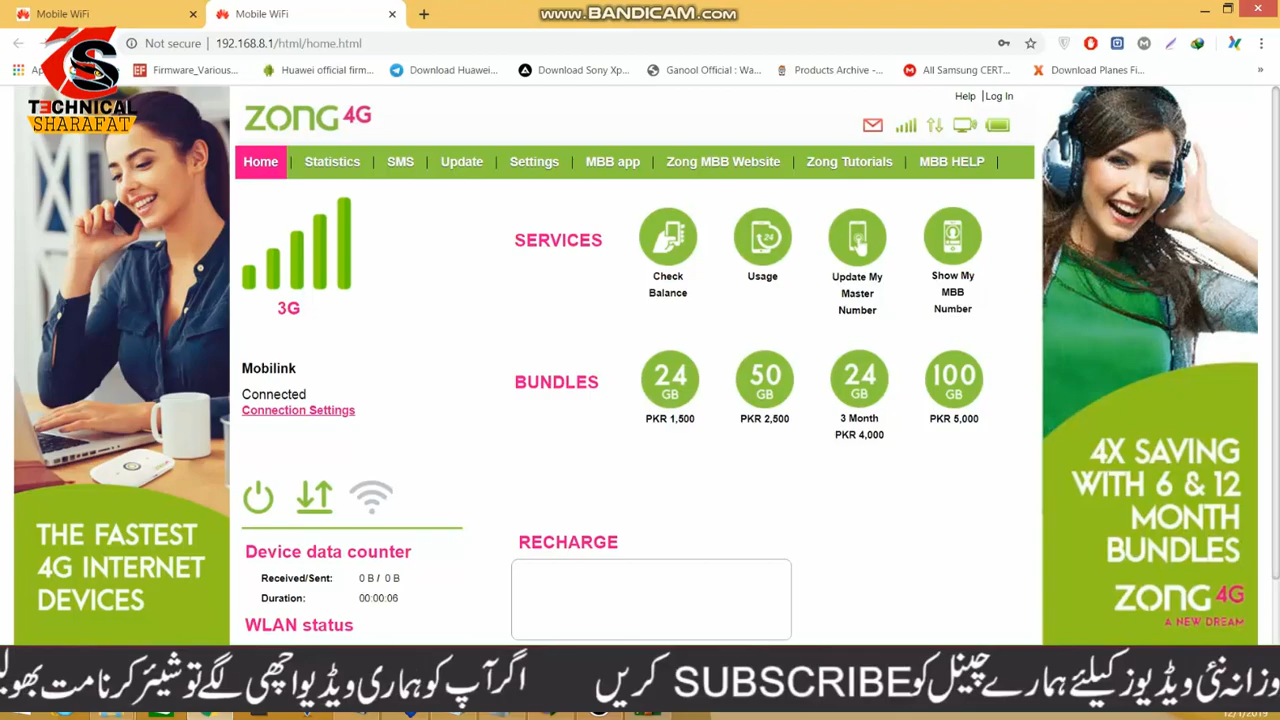 Mobile WiFi
Mobile WiFi
www.BANDICAM.com
Not secure | 192.168.8.1/html/home.html
Firmware_Various...
Huawei official firm...
Download Huawe...
Download Sony Xp...
Ganool Official : Wa...
Products Archive -...
All Samsung CERT...
Download Planes Fi...
TECHNICAL
SHARAFAT
ZONG 4G
Help | Log In
Home | Statistics | SMS | Update | Settings | MBB app | Zong MBB Website | Zong Tutorials | MBB HELP |
3G
SERVICES
Check Balance
Usage
Update My Master Number
Show My MBB Number
Mobilink
Connected
Connection Settings
BUNDLES
24 GB
PKR 1,500
50 GB
PKR 2,500
24 GB
3 Month
PKR 4,000
100 GB
PKR 5,000
Device data counter
Received/Sent: 0 B / 0 B
Duration: 00:00:06
WLAN status
RECHARGE
THE FASTEST
4G INTERNET
DEVICES
4X SAVING
WITH 6 & 12
MONTH
BUNDLES
ZONG 4G
A NEW DREAM
روزانہ نئی ویڈیوز کیلئے ہمارے چینل کو SUBSCRIBE کریں اگر آپ کو ہماری ویڈیو اچھی لگے تو شیئر کرنا مت بھولیں